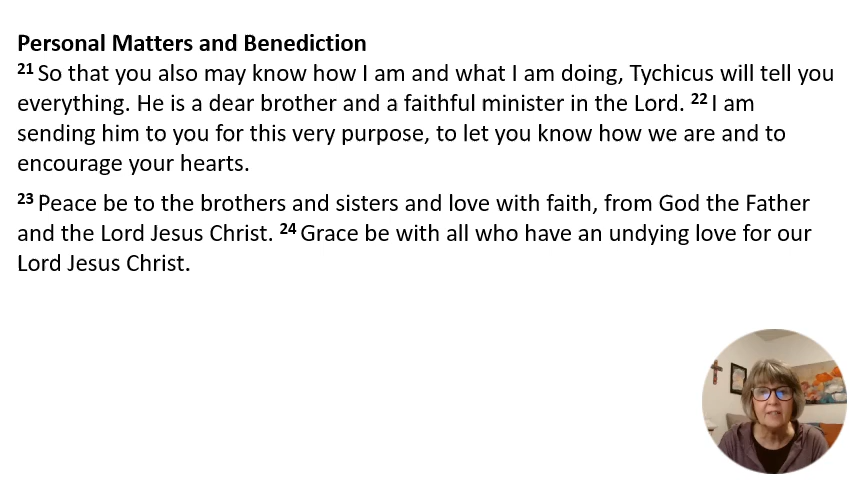 Personal Matters and Benediction
21 So that you also may know how I am and what I am doing, Tychicus will tell you
everything. He is a dear brother and a faithful minister in the Lord. 22 I am
sending him to you for this very purpose, to let you know how we are and to
encourage your hearts.
23 Peace be to the brothers and sisters and love with faith, from God the Father
and the Lord Jesus Christ. 24 Grace be with all who have an undying love for our
Lord Jesus Christ.